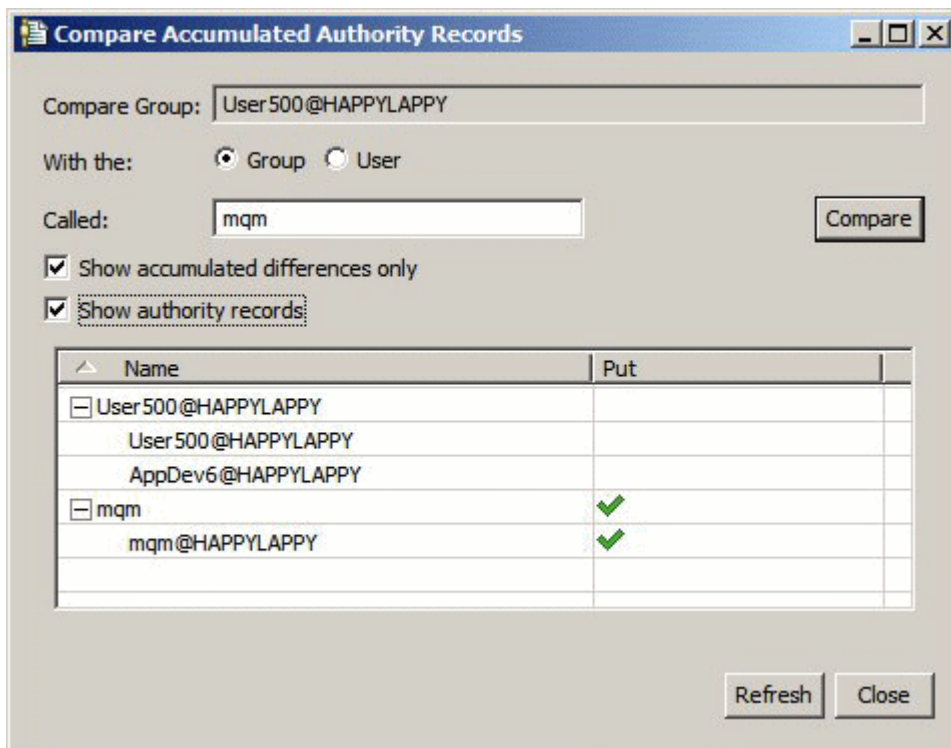 Compare Accumulated Authority Records
Compare Group: User500@HAPPYLAPPY
With the: Group User
Called: mqm Compare
Show accumulated differences only
Show authority records
Name Put
User500@HAPPYLAPPY
User500@HAPPYLAPPY
AppDev6@HAPPYLAPPY
mqm
mqm@HAPPYLAPPY
Refresh Close